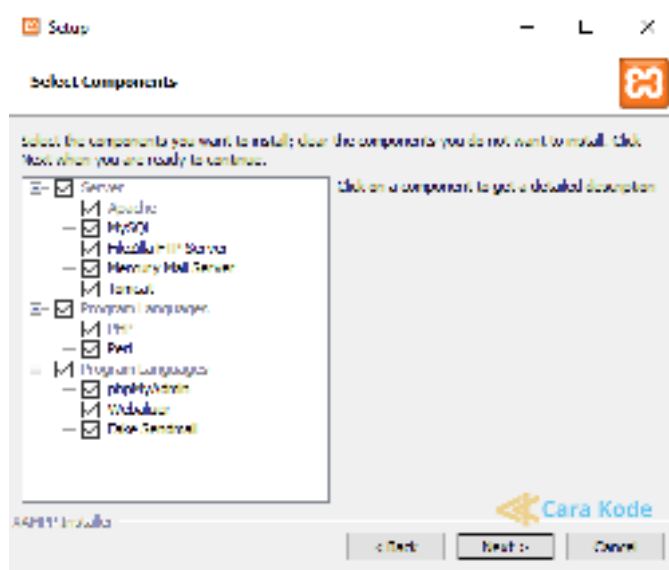 Setup
Select Components
Select the components you want to install; clear the components you do not want to install. Click
Next when you are ready to continue.
Click on a component to get a detailed description
Server
Apache
MySQL
FileZilla FTP Server
Mercury Mail Server
Tomcat
Program Languages
PHP
Perl
Program Languages
phpMyAdmin
Webalizer
Fake Sendmail
XAMPP Installer
Cara Kode
< Back
Next >
Cancel